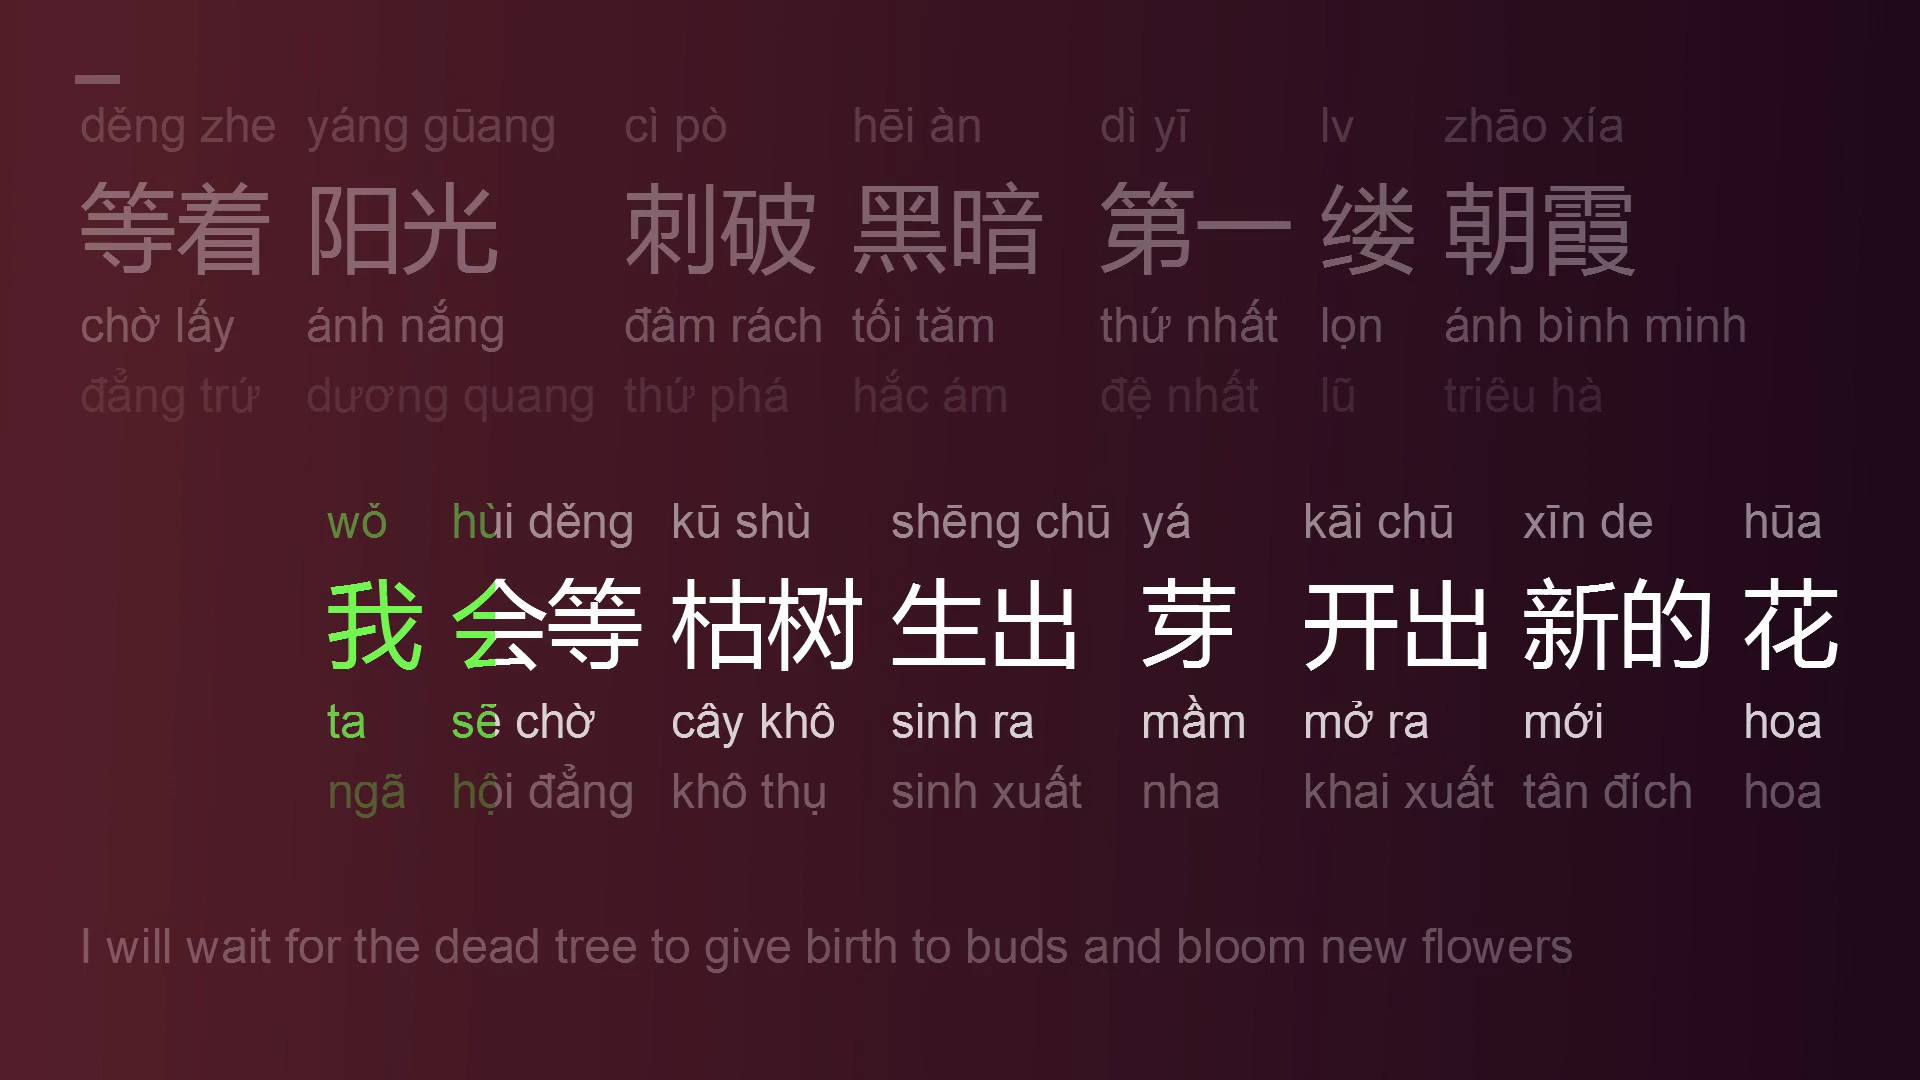 děng zhe yáng gūang cì pò hēi àn dì yī lv zhāo xía
等着 阳光 刺破 黑暗 第一 缕 朝霞
chờ lấy ánh nắng đâm rách tối tăm thứ nhất lọn ánh bình minh
đẳng trứ dương quang thứ phá hắc ám đệ nhất lũ triêu hà
wǒ hùi děng kū shù shēng chū yá kāi chū xīn de hūa
我 会等 枯树 生出 芽 开出 新的 花
ta sẽ chờ cây khô sinh ra mầm mở ra mới hoa
ngã hội đẳng khô thụ sinh xuất nha khai xuất tân đích hoa
I will wait for the dead tree to give birth to buds and bloom new flowers